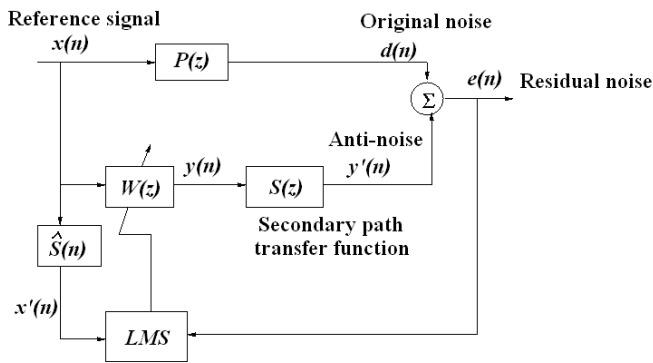 Reference signal
x(n)
Original noise
P(z)
d(n)
e(n)
Residual noise
Σ
Anti-noise
y(n)
y'(n)
W(z)
S(z)
Secondary path
transfer function
Ŝ(n)
x'(n)
LMS